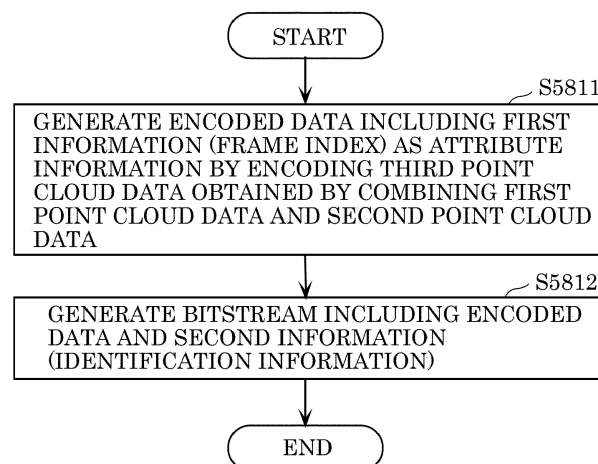 START
S5811
GENERATE ENCODED DATA INCLUDING FIRST
INFORMATION (FRAME INDEX) AS ATTRIBUTE
INFORMATION BY ENCODING THIRD POINT
CLOUD DATA OBTAINED BY COMBINING FIRST
POINT CLOUD DATA AND SECOND POINT CLOUD
DATA
S5812
GENERATE BITSTREAM INCLUDING ENCODED
DATA AND SECOND INFORMATION
(IDENTIFICATION INFORMATION)
END